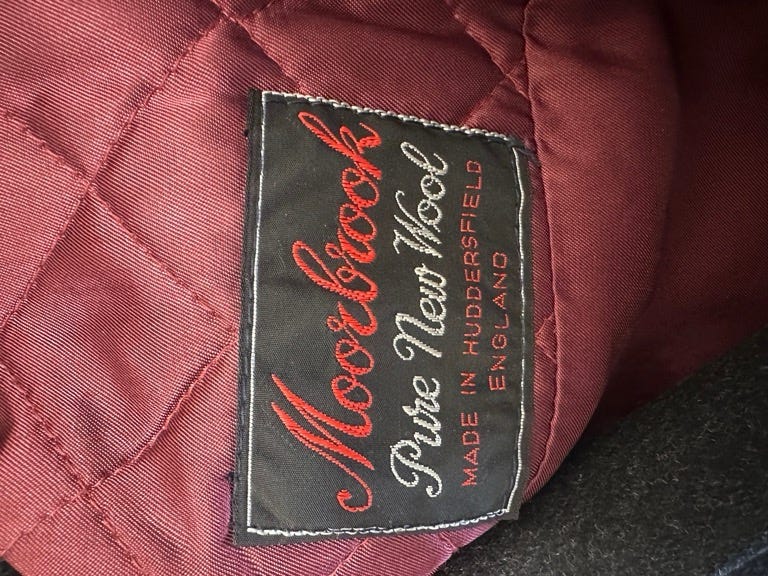 Moorbrook
Pure New Wool
MADE IN HUDDERSFIELD
ENGLAND